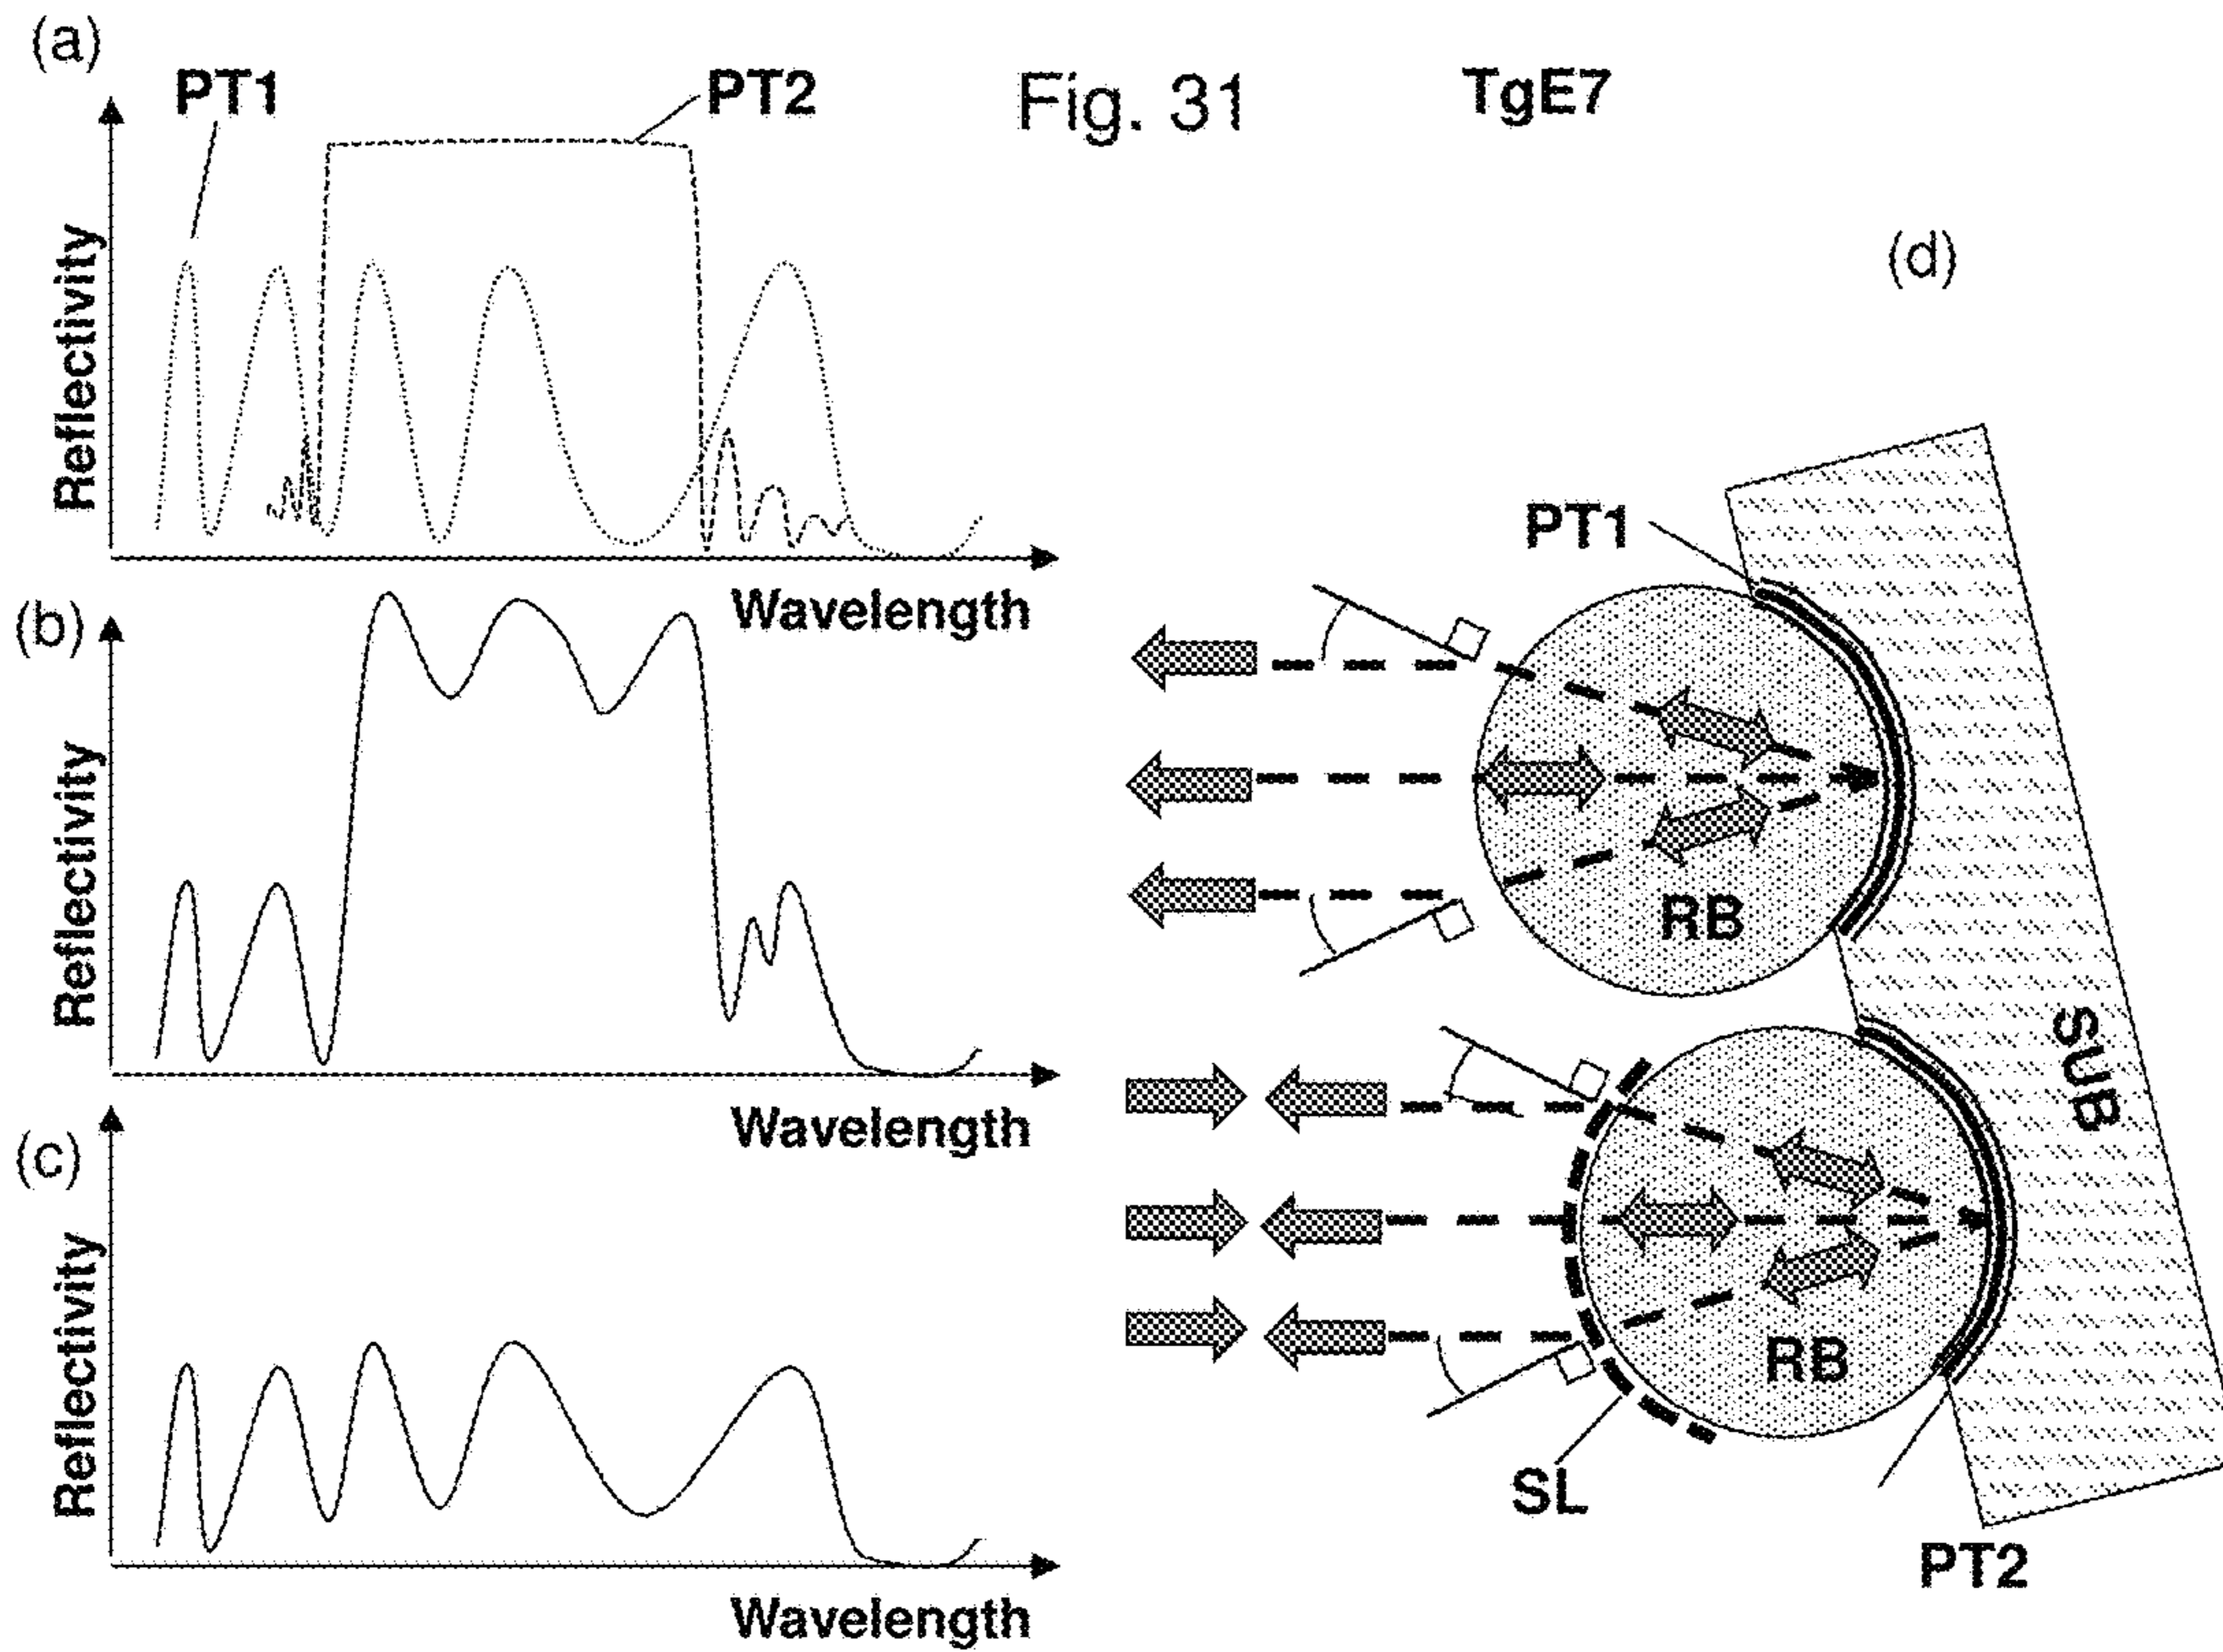 (a)
PT1
PT2
Fig. 31
TgE7
Reflectivity
Wavelength
(b)
Reflectivity
Wavelength
(c)
Reflectivity
Wavelength
(d)
PT1
RB
SUB
RB
SL
PT2